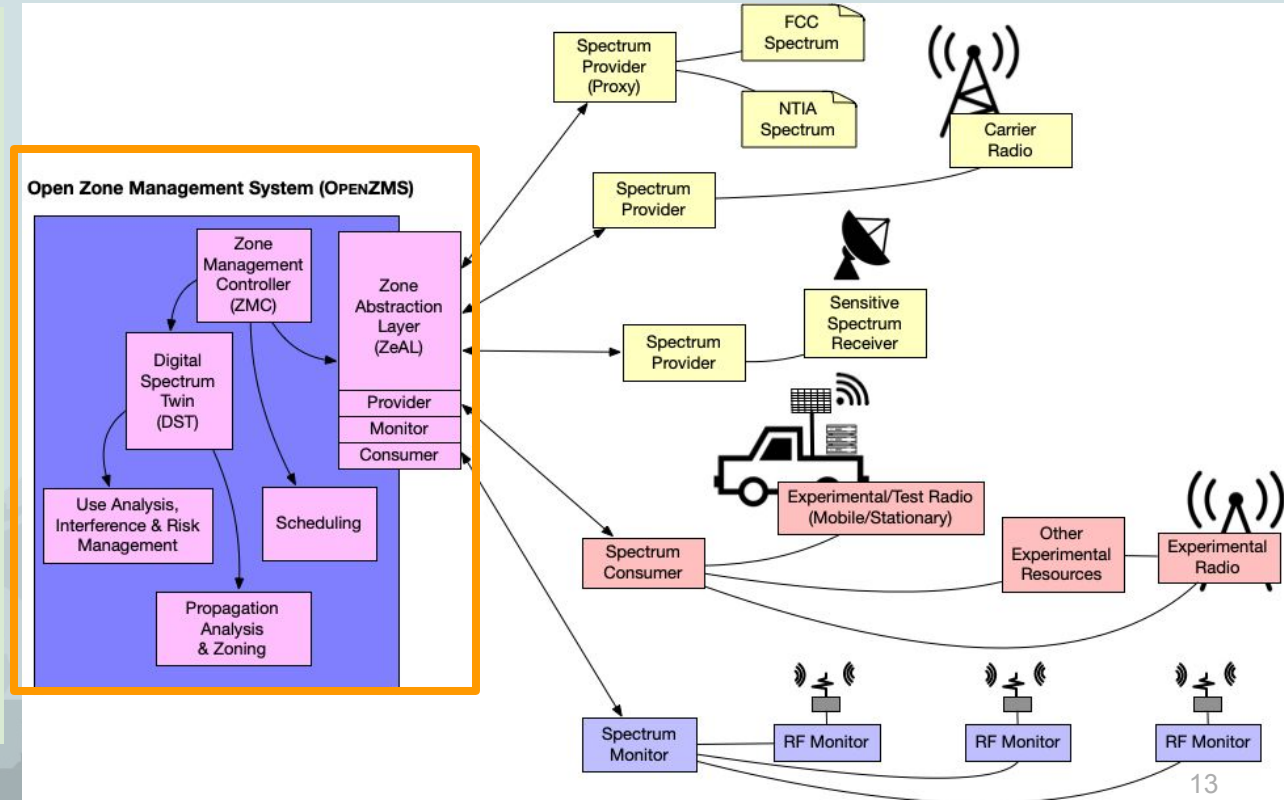 Open Zone Management System (OPENZMS)
Zone
Management
Controller
(ZMC)
Digital
Spectrum
Twin
(DST)
Use Analysis,
Interference & Risk
Management
Scheduling
Propagation
Analysis
& Zoning
Zone
Abstraction
Layer
(ZeAL)
Provider
Monitor
Consumer
Spectrum
Provider
(Proxy)
FCC
Spectrum
NTIA
Spectrum
Spectrum
Provider
Carrier
Radio
Spectrum
Provider
Sensitive
Spectrum
Receiver
Spectrum
Consumer
Experimental/Test Radio
(Mobile/Stationary)
Other
Experimental
Resources
Experimental
Radio
Spectrum
Monitor
RF Monitor
RF Monitor
RF Monitor
13